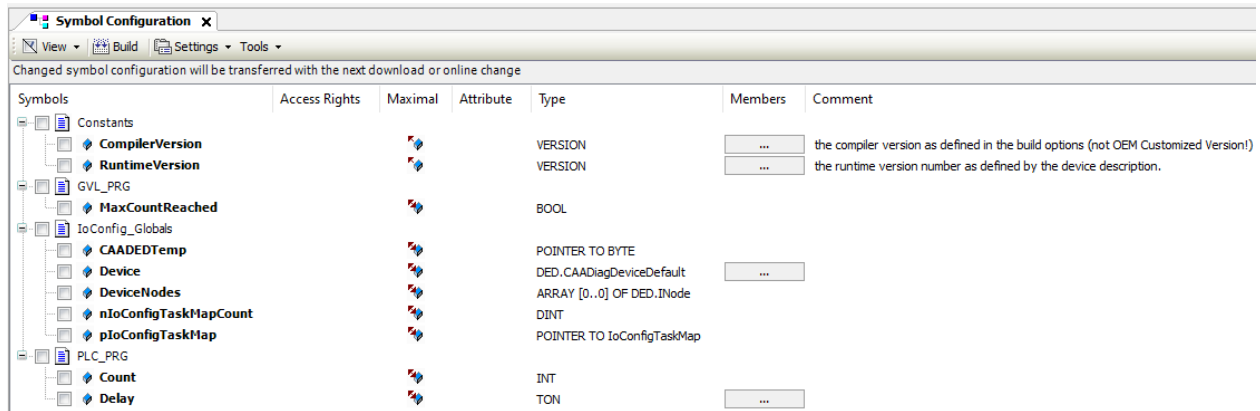 Symbol Configuration X
View Build Settings Tools
Changed symbol configuration will be transferred with the next download or online change
Symbols Access Rights Maximal Attribute Type Members Comment
Constants
CompilerVersion VERSION ... the compiler version as defined in the build options (not OEM Customized Version!)
RuntimeVersion VERSION ... the runtime version number as defined by the device description.
GVL_PRG
MaxCountReached BOOL
IoConfig_Globals
CAADEDTemp POINTER TO BYTE
Device DED.CAADiagDeviceDefault ...
DeviceNodes ARRAY [0..0] OF DED.INode
nIoConfigTaskMapCount DINT
pIoConfigTaskMap POINTER TO IoConfigTaskMap
PLC_PRG
Count INT
Delay TON ...